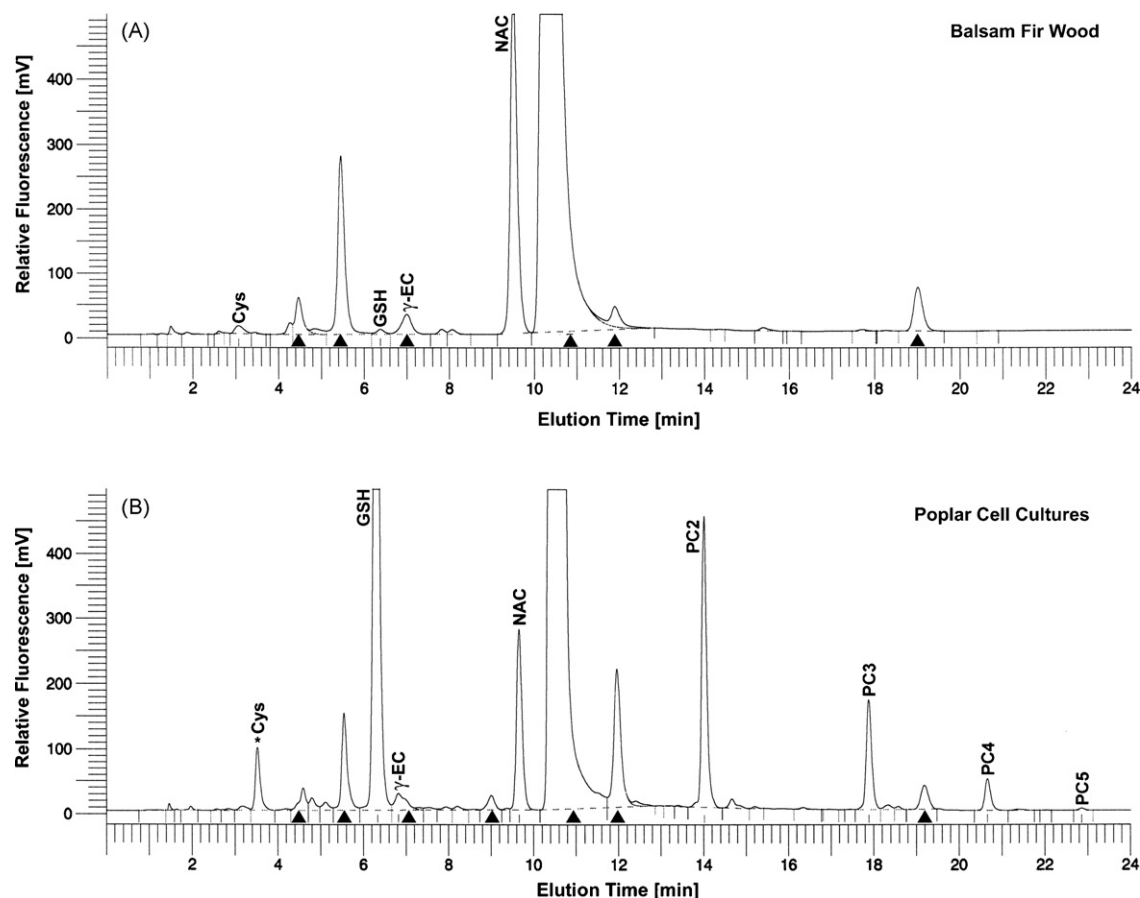 (A)
Balsam Fir Wood
Relative Fluorescence [mV]
400
300
200
100
0
Cys
GSH
γ-EC
NAC
2 4 6 8 10 12 14 16 18 20 22 24
Elution Time [min]
(B)
Poplar Cell Cultures
Relative Fluorescence [mV]
400
300
200
100
0
* Cys
GSH
γ-EC
NAC
PC2
PC3
PC4
PC5
2 4 6 8 10 12 14 16 18 20 22 24
Elution Time [min]